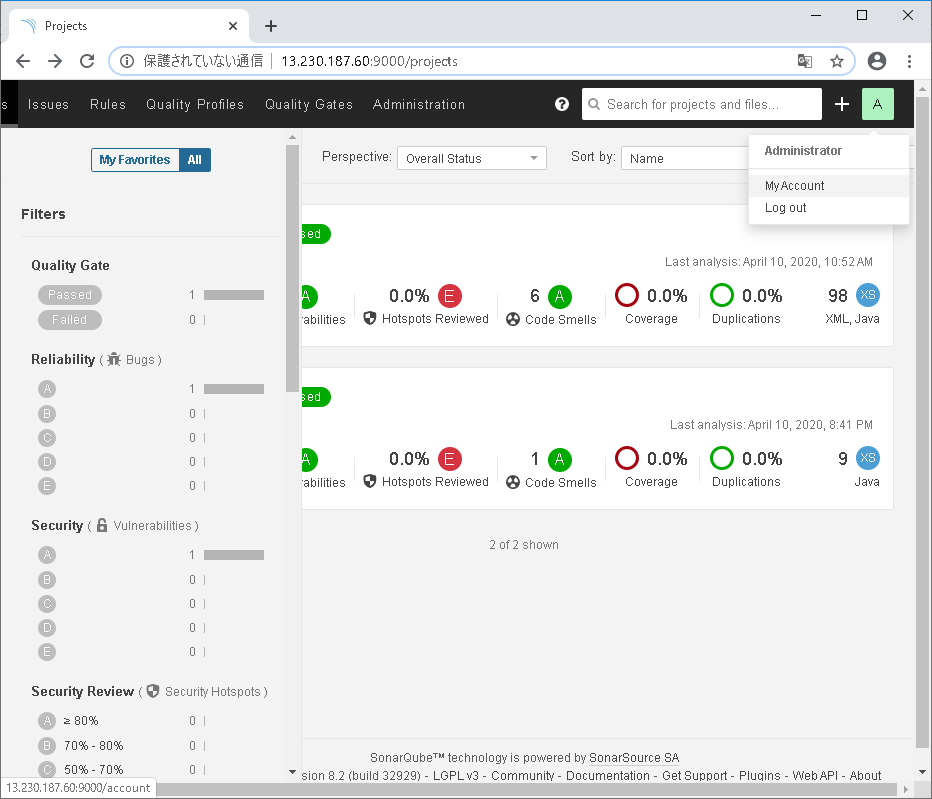 Projects
保護されていない通信 13.230.187.60:9000/projects
s Issues Rules Quality Profiles Quality Gates Administration ? Search for projects and files... A
Administrator
My Account
Log out
My Favorites All
Perspective: Overall Status Sort by: Name
Filters
Quality Gate
Passed 1
Failed 0
Reliability ( Bugs )
A 1
B 0
C 0
D 0
E 0
Security ( Vulnerabilities )
A 1
B 0
C 0
D 0
E 0
Security Review ( Security Hotspots )
A ≥ 80% 0
B 70% - 80% 0
C 50% - 70% 0
sed
Last analysis: April 10, 2020, 10:52 AM
A 0.0% E 6 A 0.0% 0.0% 98 XS
rabilities Hotspots Reviewed Code Smells Coverage Duplications XML, Java
sed
Last analysis: April 10, 2020, 8:41 PM
A 0.0% E 1 A 0.0% 0.0% 9 XS
rabilities Hotspots Reviewed Code Smells Coverage Duplications Java
2 of 2 shown
SonarQube™ technology is powered by SonarSource SA
sion 8.2 (build 32929) - LGPL v3 - Community - Documentation - Get Support - Plugins - Web API - About
13.230.187.60:9000/account